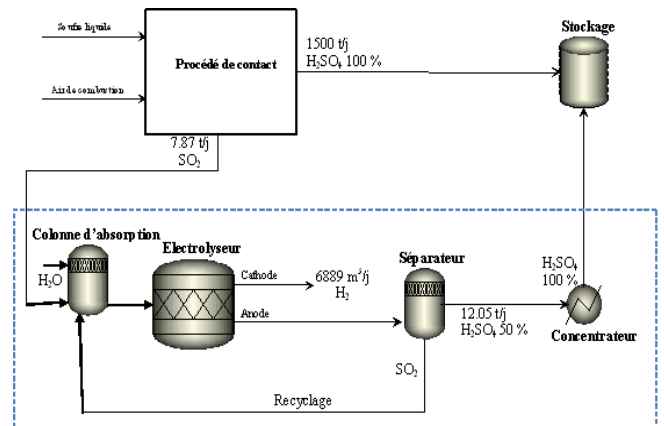 Soufre liquide
Air de combustion
Procédé de contact
1500 t/j
H₂SO₄ 100 %
Stockage
7.87 t/j
SO₂
Colonne d'absorption
H₂O
Electrolyseur
Cathode
Anode
6889 m³/j
H₂
Séparateur
12.05 t/j
H₂SO₄ 50 %
H₂SO₄
100 %
Concentrateur
SO₂
Recyclage